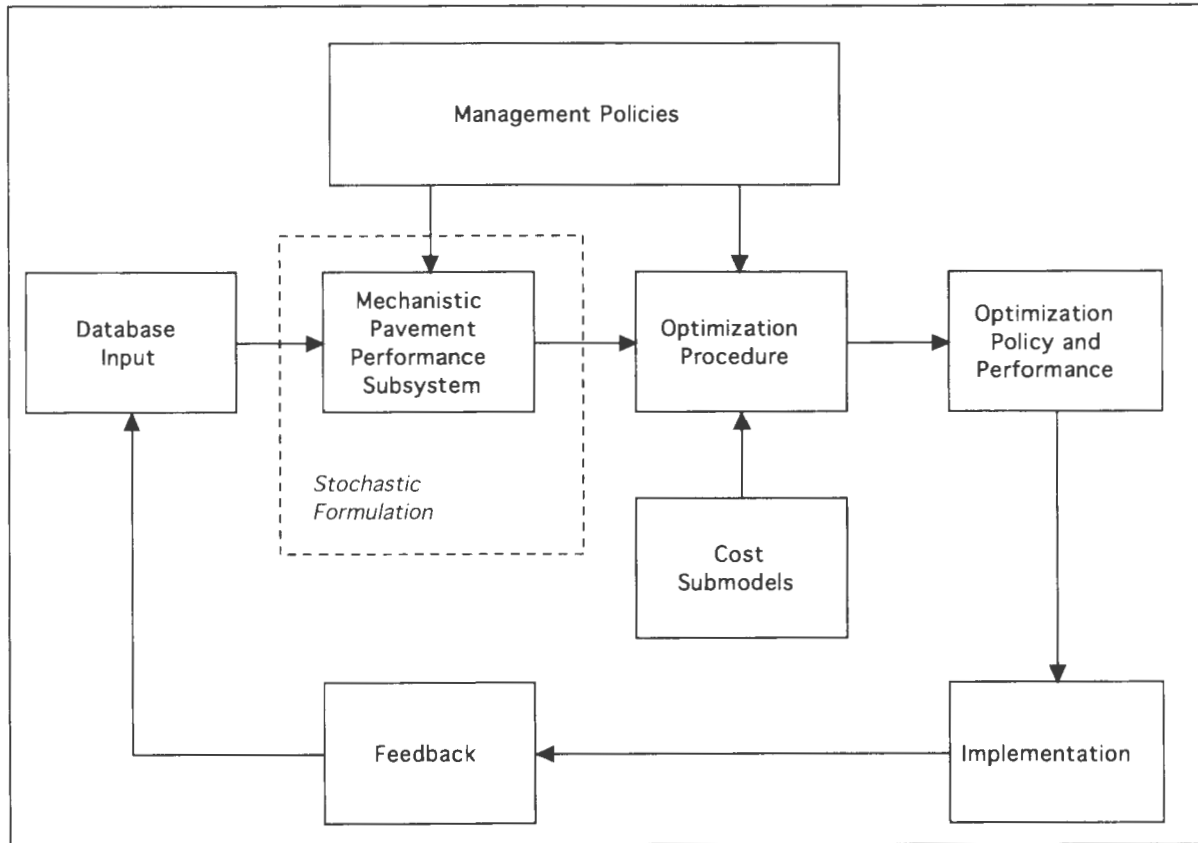 Management Policies
Database
Input
Mechanistic
Pavement
Performance
Subsystem
Optimization
Procedure
Optimization
Policy and
Performance
Stochastic
Formulation
Cost
Submodels
Feedback
Implementation